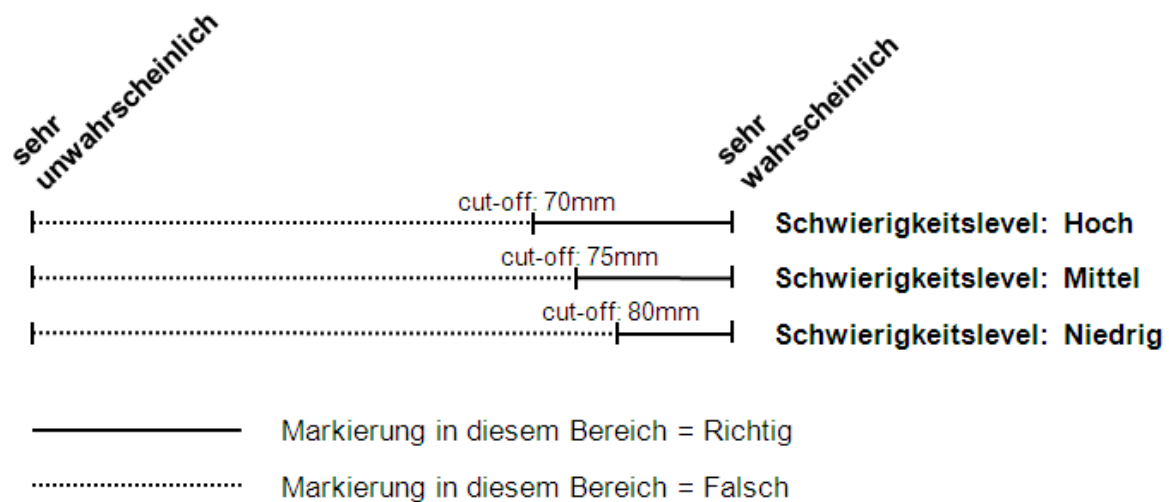 sehr
unwahrscheinlich
sehr
wahrscheinlich
cut-off: 70mm
Schwierigkeitslevel: Hoch
cut-off: 75mm
Schwierigkeitslevel: Mittel
cut-off: 80mm
Schwierigkeitslevel: Niedrig
Markierung in diesem Bereich = Richtig
Markierung in diesem Bereich = Falsch